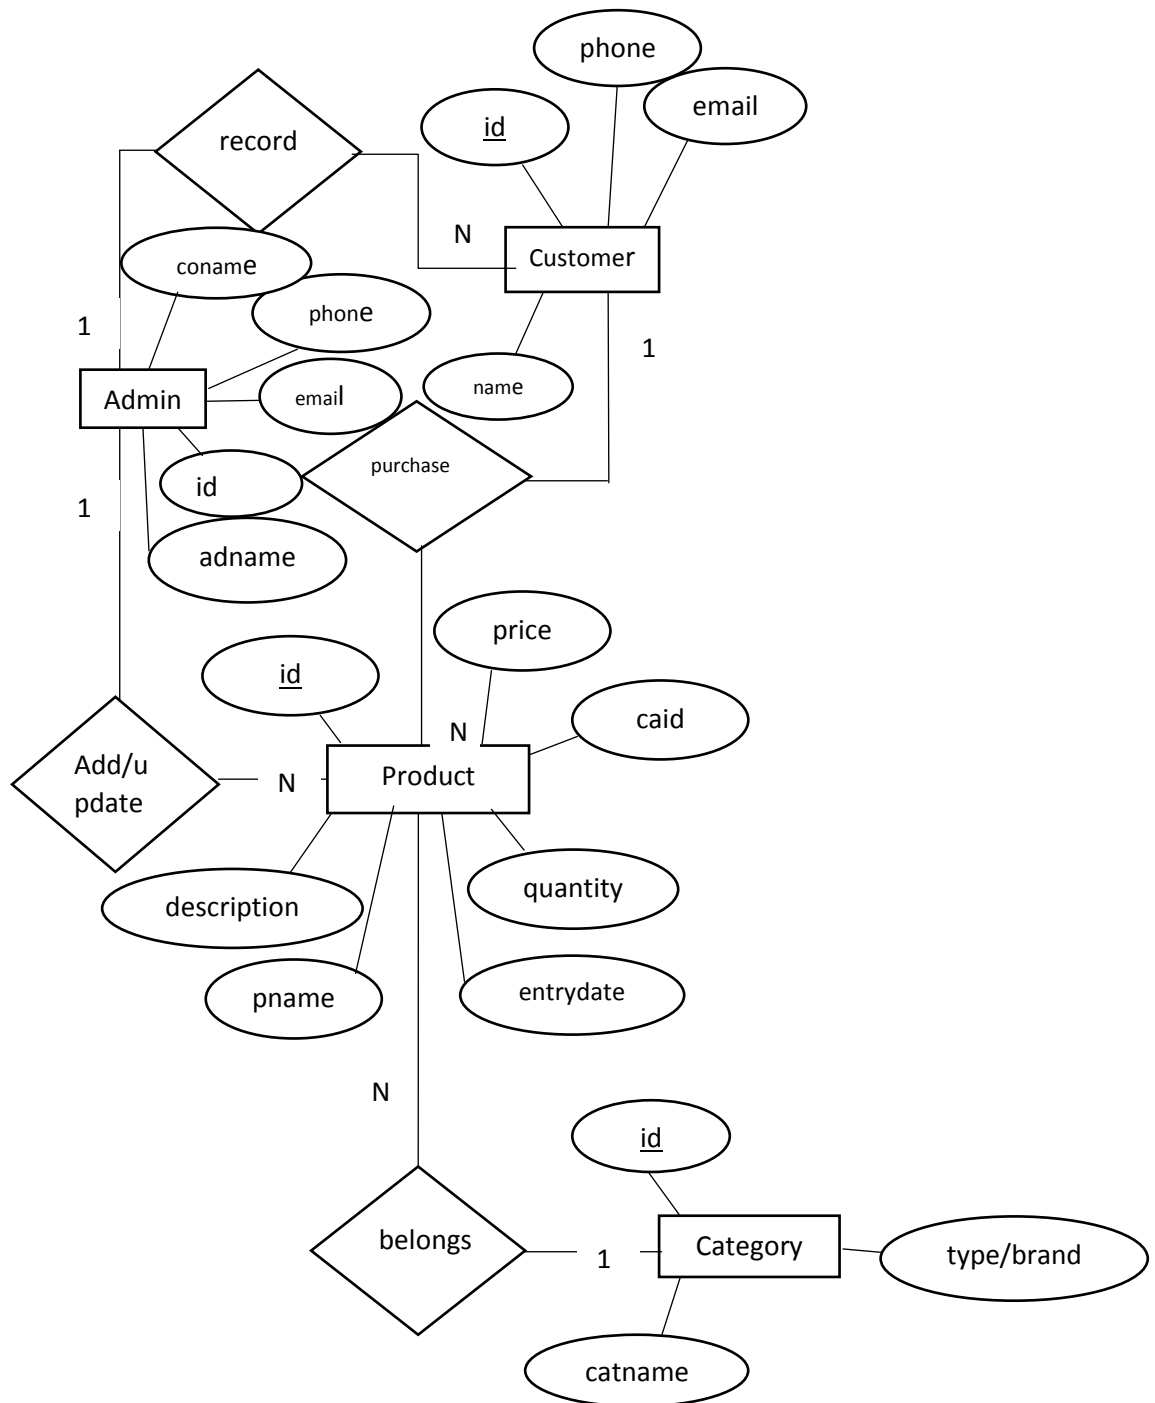 phone
email
id
record
N
Customer
coname
phone
1
1
Admin
email
name
purchase
id
1
adname
price
id
caid
N
Add/u
pdate
N
Product
quantity
description
entrydate
pname
N
id
belongs
1
Category
type/brand
catname